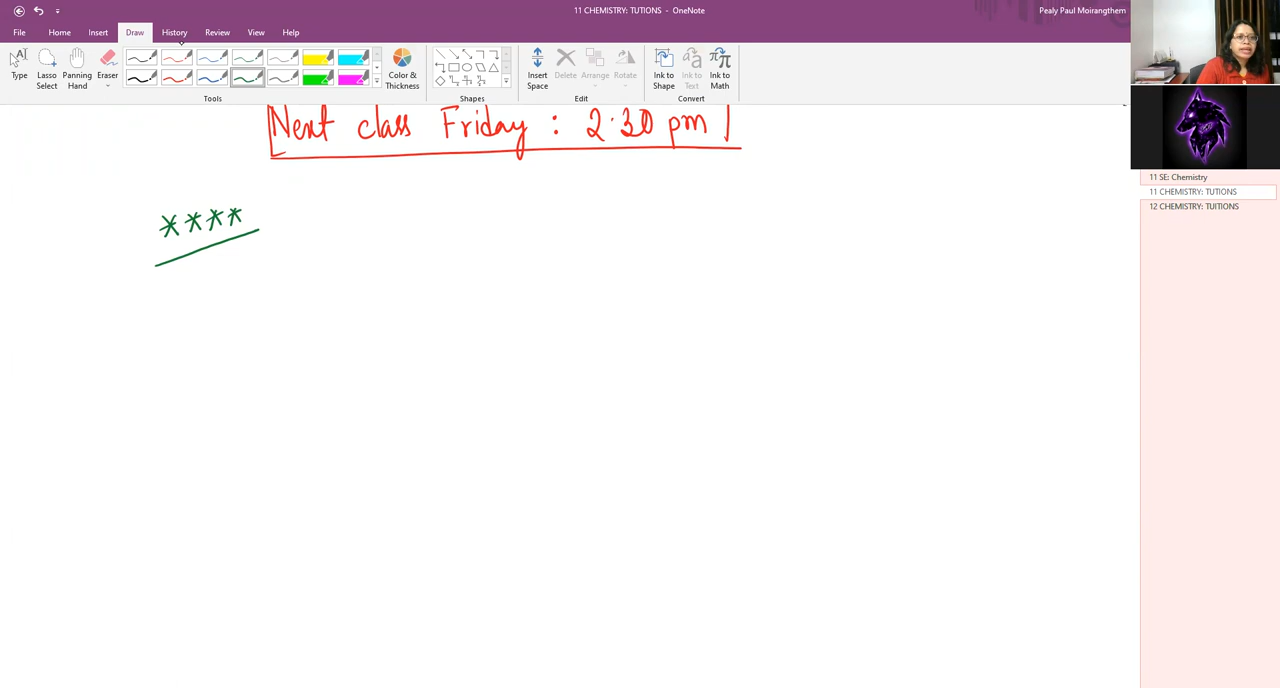 11 CHEMISTRY: TUTIONS - OneNote
Pealy Paul Moirangthem
File Home Insert Draw History Review View Help
Type Lasso Select Panning Hand Eraser Color & Thickness Insert Space Delete Arrange Rotate Ink to Shape Ink to Text Ink to Math
Tools Shapes Edit Convert
Next class Friday : 2.30 pm
****
11 SE: Chemistry
11 CHEMISTRY: TUTIONS
12 CHEMISTRY: TUITIONS